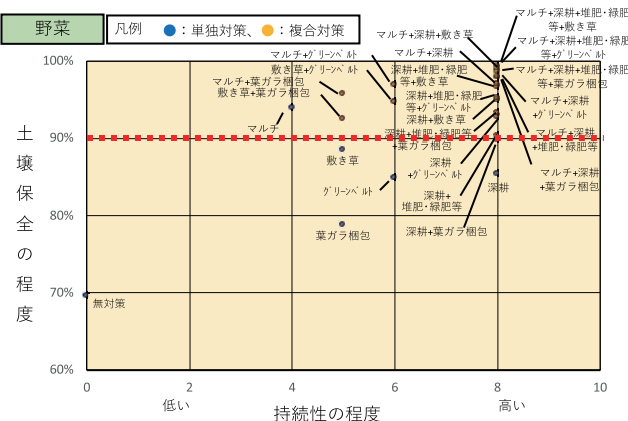 野菜
凡例 ●：単独対策、●：複合対策
土壌保全の程度
100%
90%
80%
70%
60%
0 2 4 6 8 10
低い 高い
持続性の程度
無対策
マルチ
マルチ+グリーンベルト
敷き草+グリーンベルト
マルチ+葉ガラ梱包
敷き草+葉ガラ梱包
敷き草
グリーンベルト
葉ガラ梱包
マルチ+深耕+敷き草
マルチ+深耕
深耕+堆肥・緑肥
等+敷き草
深耕+堆肥・緑肥
等+グリーンベルト
深耕+敷き草
深耕+堆肥・緑肥等
+葉ガラ梱包
深耕
+グリーンベルト
深耕+
堆肥・緑肥等
深耕+葉ガラ梱包
深耕
マルチ+深耕+堆肥・緑肥
等+敷き草
マルチ+深耕+堆肥・緑肥
等+グリーンベルト
マルチ+深耕+堆肥・緑肥
等+葉ガラ梱包
マルチ+深耕
+グリーンベルト
マルチ+深耕
+堆肥・緑肥等
マルチ+深耕
+葉ガラ梱包